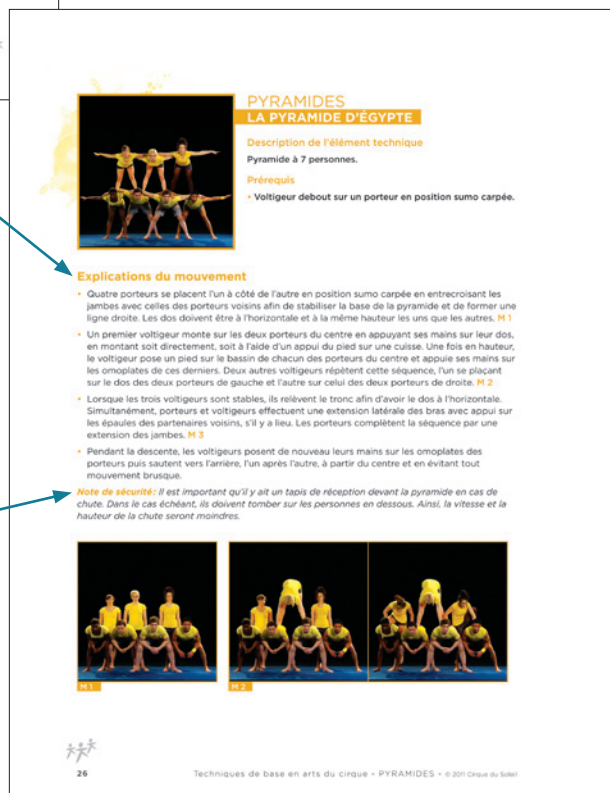 PYRAMIDES
LA PYRAMIDE D'ÉGYPTE
Description de l'élément technique
Pyramide à 7 personnes.
Prérequis
• Voltigeur debout sur un porteur en position sumo carpée.
Explications du mouvement
• Quatre porteurs se placent l'un à côté de l'autre en position sumo carpée en entrecroisant les
jambes avec celles des porteurs voisins afin de stabiliser la base de la pyramide et de former une
ligne droite. Les dos doivent être à l'horizontale et à la même hauteur les uns que les autres. M 1
• Un premier voltigeur monte sur les deux porteurs du centre en appuyant ses mains sur leur dos,
en montant soit directement, soit à l'aide d'un appui du pied sur une cuisse. Une fois en hauteur,
le voltigeur pose un pied sur le bassin de chacun des porteurs du centre et appuie ses mains sur
les omoplates de ces derniers. Deux autres voltigeurs répètent cette séquence, l'un se plaçant
sur le dos des deux porteurs de gauche et l'autre sur celui des deux porteurs de droite. M 2
• Lorsque les trois voltigeurs sont stables, ils relèvent le tronc afin d'avoir le dos à l'horizontale.
Simultanément, porteurs et voltigeurs effectuent une extension latérale des bras avec appui sur
les épaules des partenaires voisins, s'il y a lieu. Les porteurs complètent la séquence par une
extension des jambes. M 3
• Pendant la descente, les voltigeurs posent de nouveau leurs mains sur les omoplates des
porteurs puis sautent vers l'arrière, l'un après l'autre, à partir du centre et en évitant tout
mouvement brusque.
Note de sécurité : Il est important qu'il y ait un tapis de réception devant la pyramide en cas de
chute. Dans le cas échéant, ils doivent tomber sur les personnes en dessous. Ainsi, la vitesse et la
hauteur de la chute seront moindres.
M 1
M 2
26
Techniques de base en arts du cirque • PYRAMIDES • © 2011 Cirque du Soleil